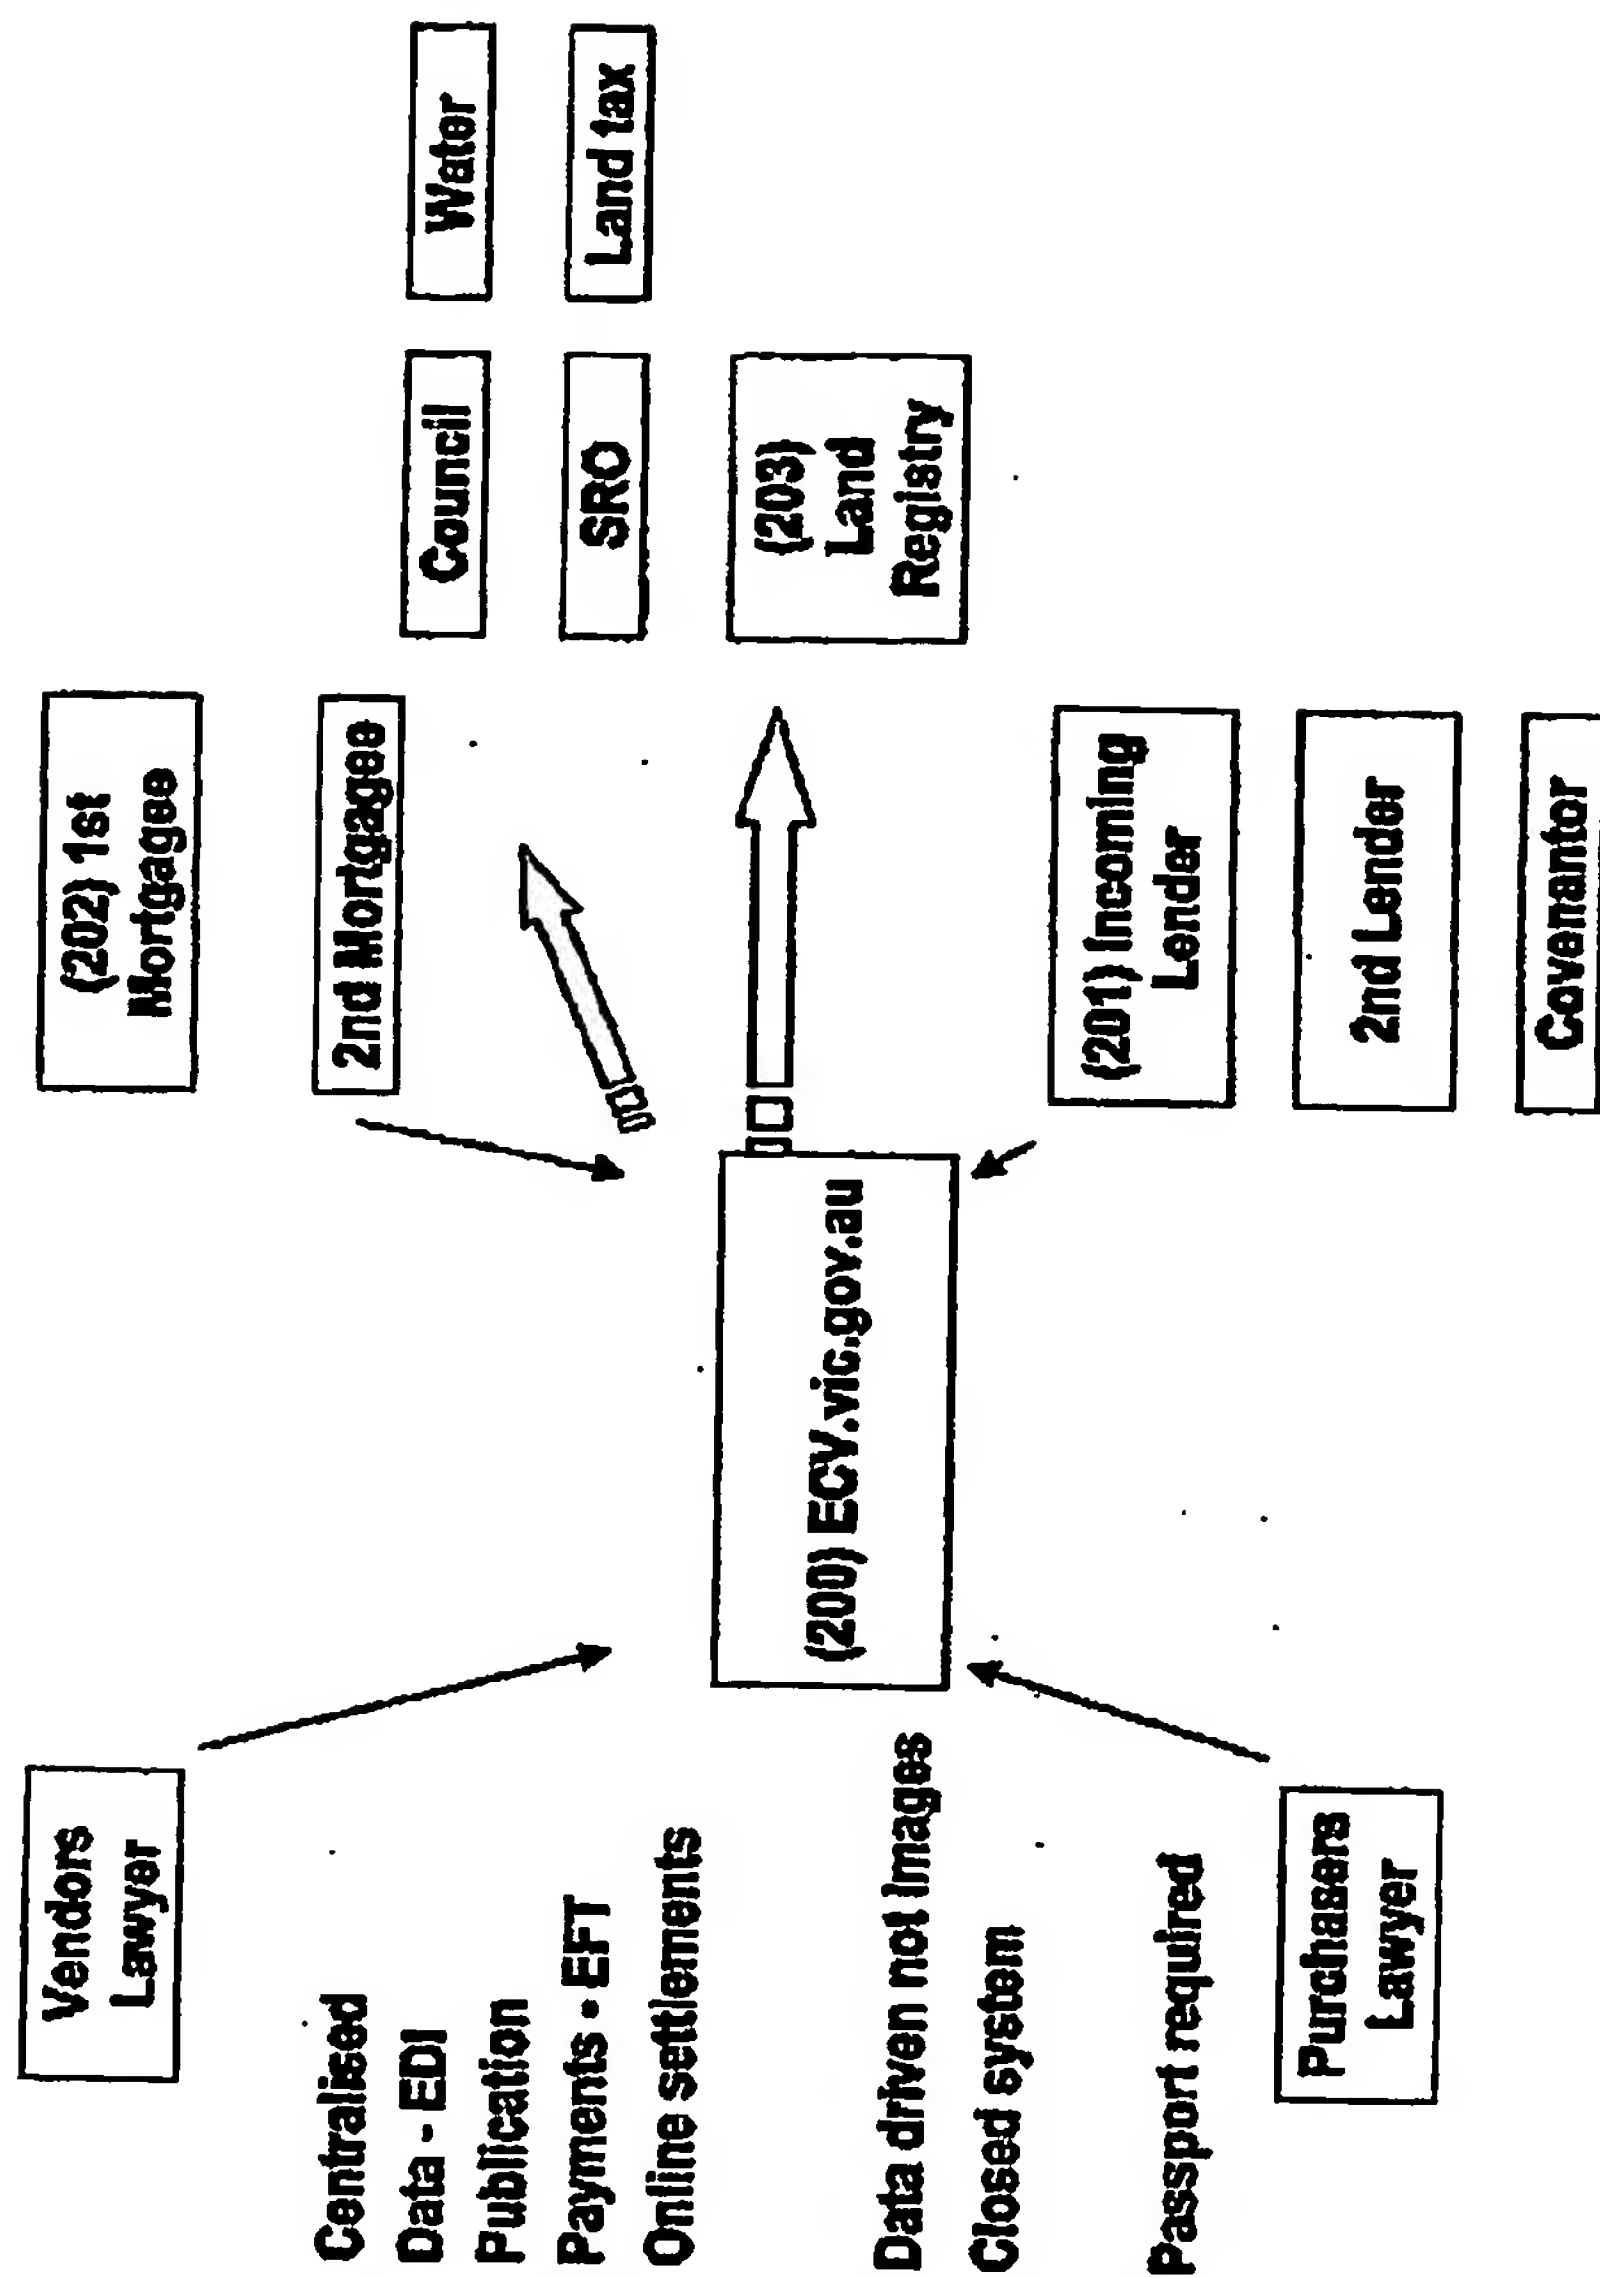 Vendors
Lawyer
(202) 1st
Mortgagee
Centralised
Data - EDI
Publication
Payments - EFT
Online settlements
2nd Mortgagee
Council
Water
SRO
Land tax
(200) ECV.vic.gov.au
(203)
Land
Registry
Data driven not images
Closed system
Passport required
Purchasers
Lawyer
(201) Incoming
Lender
2nd Lender
Covenantor